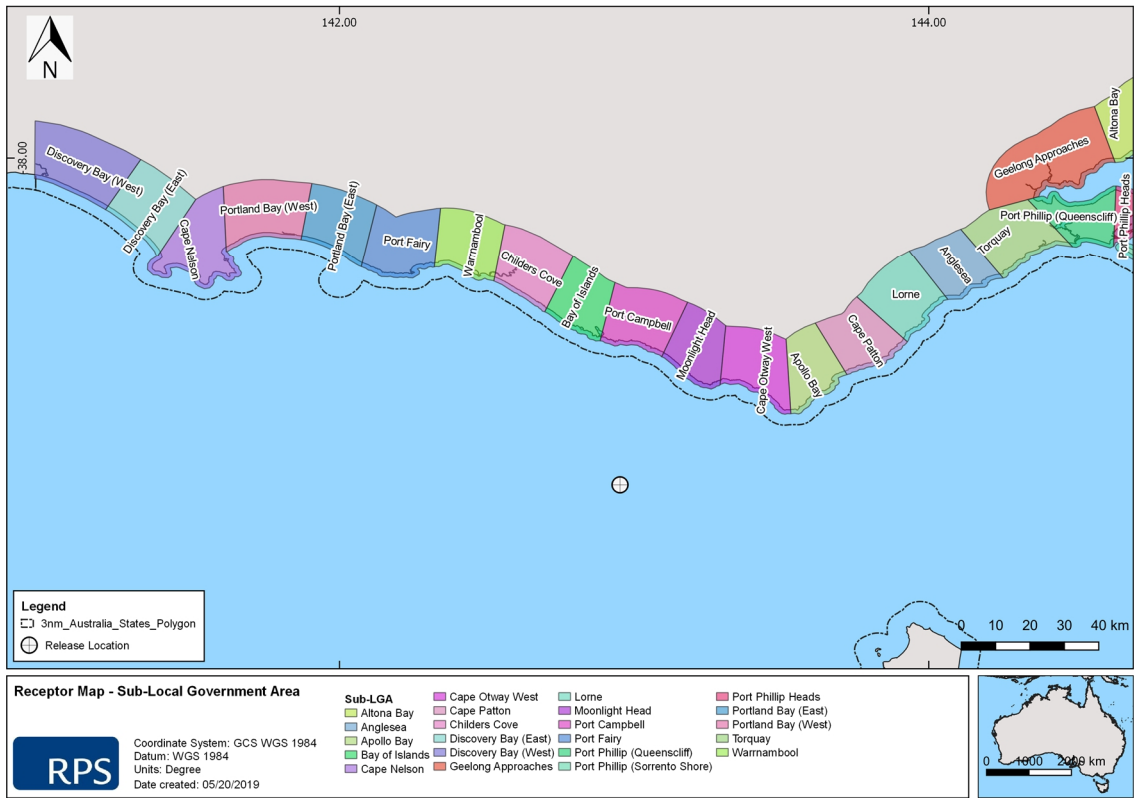 142.00
144.00
N
38.00
Altona Bay
Geelong Approaches
Discovery Bay (West)
Discovery Bay (East)
Cape Nelson
Portland Bay (West)
Portland Bay (East)
Port Fairy
Warnambool
Childers Cove
Bay of Islands
Port Campbell
Moonlight Head
Cape Otway West
Apollo Bay
Cape Patton
Lorne
Anglesea
Torquay
Port Phillip (Queenscliff)
Port Phillip Heads
Legend
3nm_Australia_States_Polygon
Release Location
0 10 20 30 40 km
Receptor Map - Sub-Local Government Area
RPS
Coordinate System: GCS WGS 1984
Datum: WGS 1984
Units: Degree
Date created: 05/20/2019
Sub-LGA
Altona Bay
Anglesea
Apollo Bay
Bay of Islands
Cape Nelson
Cape Otway West
Cape Patton
Childers Cove
Discovery Bay (East)
Discovery Bay (West)
Geelong Approaches
Lorne
Moonlight Head
Port Campbell
Port Fairy
Port Phillip (Queenscliff)
Port Phillip (Sorrento Shore)
Port Phillip Heads
Portland Bay (East)
Portland Bay (West)
Torquay
Warrnambool
0 1000 2000 km